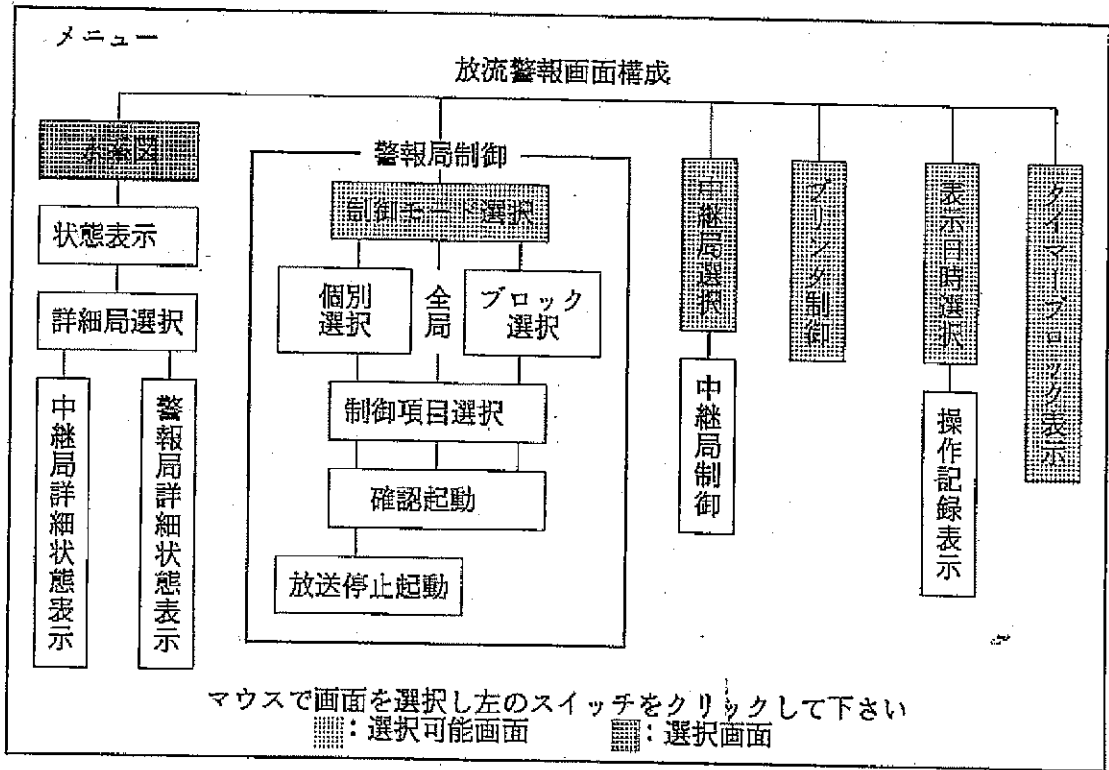 メニュー
放流警報画面構成
水系図
状態表示
詳細局選択
中継局詳細状態表示
警報局詳細状態表示
警報局制御
制御モード選択
個別
選択
全局
ブロック
選択
制御項目選択
確認起動
放送停止起動
中継局選択
中継局制御
プリンタ制御
表示日時選択
操作記録表示
タイマーブロック表示
マウスで画面を選択し左のスイッチをクリックして下さい
：選択可能画面 ：選択画面